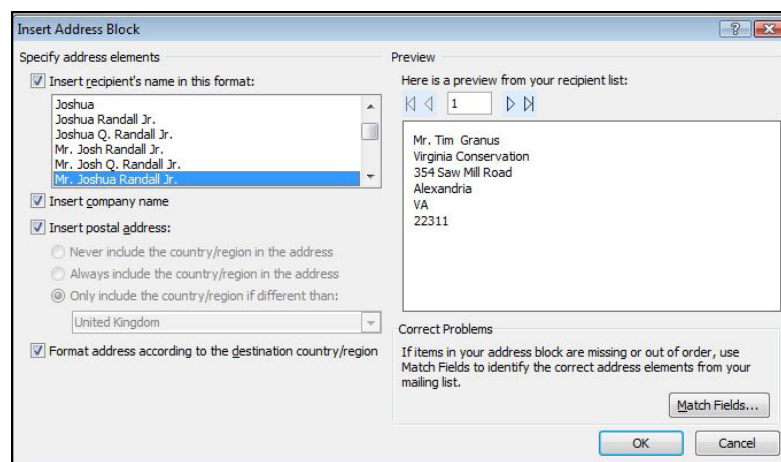 Insert Address Block
Specify address elements
Insert recipient's name in this format:
Joshua
Joshua Randall Jr.
Joshua Q. Randall Jr.
Mr. Josh Randall Jr.
Mr. Josh Q. Randall Jr.
Mr. Joshua Randall Jr.
Insert company name
Insert postal address:
Never include the country/region in the address
Always include the country/region in the address
Only include the country/region if different than:
United Kingdom
Format address according to the destination country/region
Preview
Here is a preview from your recipient list:
1
Mr. Tim Granus
Virginia Conservation
354 Saw Mill Road
Alexandria
VA
22311
Correct Problems
If items in your address block are missing or out of order, use
Match Fields to identify the correct address elements from your
mailing list.
Match Fields...
OK
Cancel